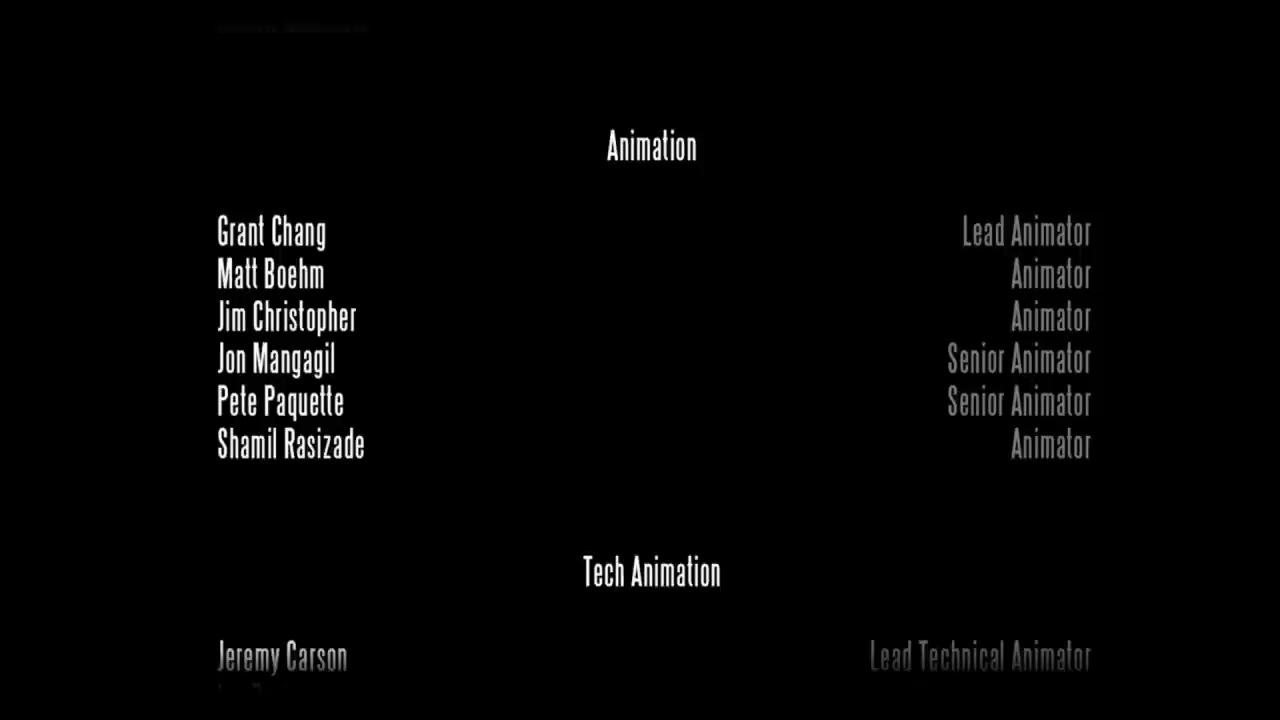 Animation
Grant Chang Lead Animator
Matt Boehm Animator
Jim Christopher Animator
Jon Mangagil Senior Animator
Pete Paquette Senior Animator
Shamil Rasizade Animator
Tech Animation
Jeremy Carson Lead Technical Animator